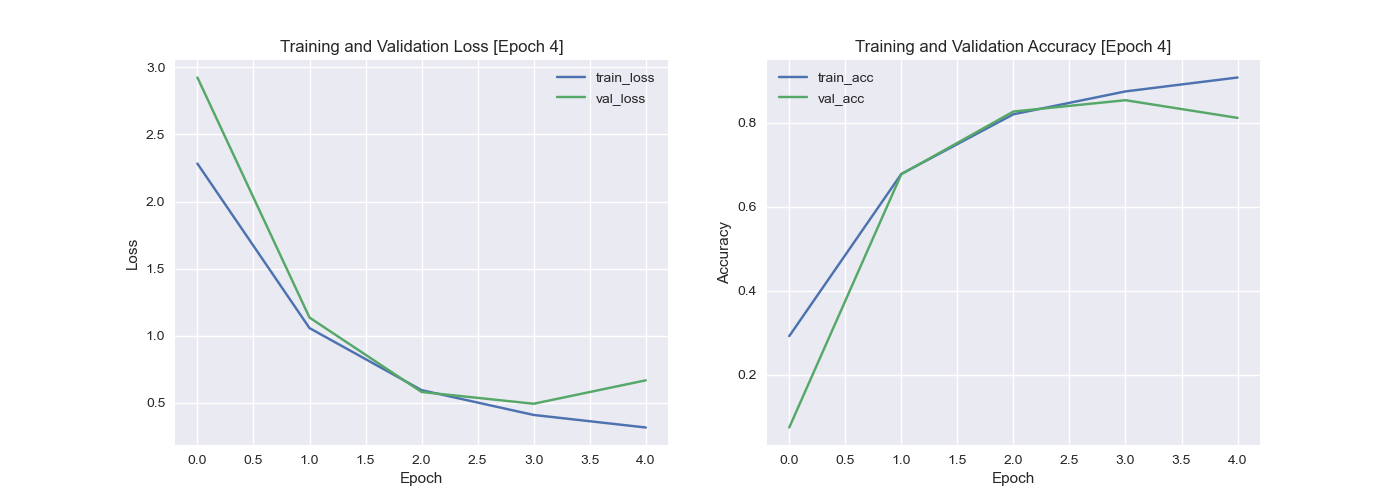 Training and Validation Loss [Epoch 4]
3.0
2.5
2.0
1.5
1.0
0.5
Loss
train_loss
val_loss
0.0 0.5 1.0 1.5 2.0 2.5 3.0 3.5 4.0
Epoch
Training and Validation Accuracy [Epoch 4]
train_acc
val_acc
0.8
0.6
0.4
0.2
Accuracy
0.0 0.5 1.0 1.5 2.0 2.5 3.0 3.5 4.0
Epoch